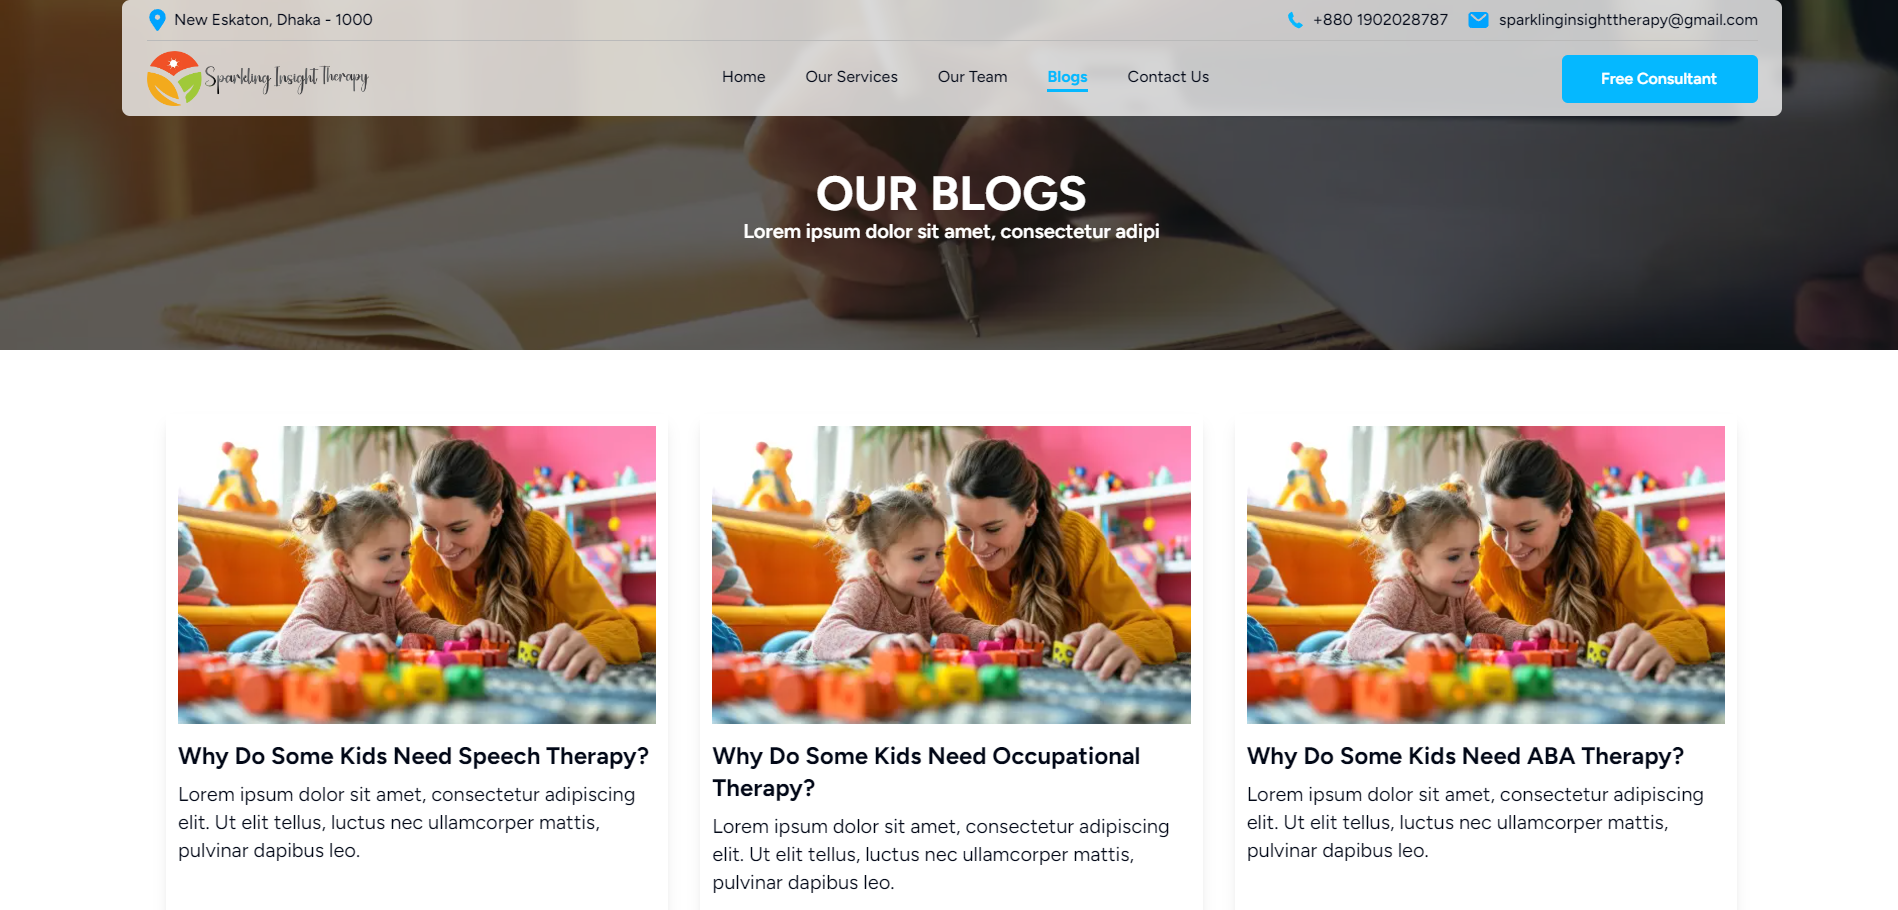 New Eskaton, Dhaka - 1000
+880 1902028787
sparklinginsighttherapy@gmail.com
Sparkling Insight Therapy
Home
Our Services
Our Team
Blogs
Contact Us
Free Consultant
OUR BLOGS
Lorem ipsum dolor sit amet, consectetur adipi
Why Do Some Kids Need Speech Therapy?
Lorem ipsum dolor sit amet, consectetur adipiscing
elit. Ut elit tellus, luctus nec ullamcorper mattis,
pulvinar dapibus leo.
Why Do Some Kids Need Occupational
Therapy?
Lorem ipsum dolor sit amet, consectetur adipiscing
elit. Ut elit tellus, luctus nec ullamcorper mattis,
pulvinar dapibus leo.
Why Do Some Kids Need ABA Therapy?
Lorem ipsum dolor sit amet, consectetur adipiscing
elit. Ut elit tellus, luctus nec ullamcorper mattis,
pulvinar dapibus leo.